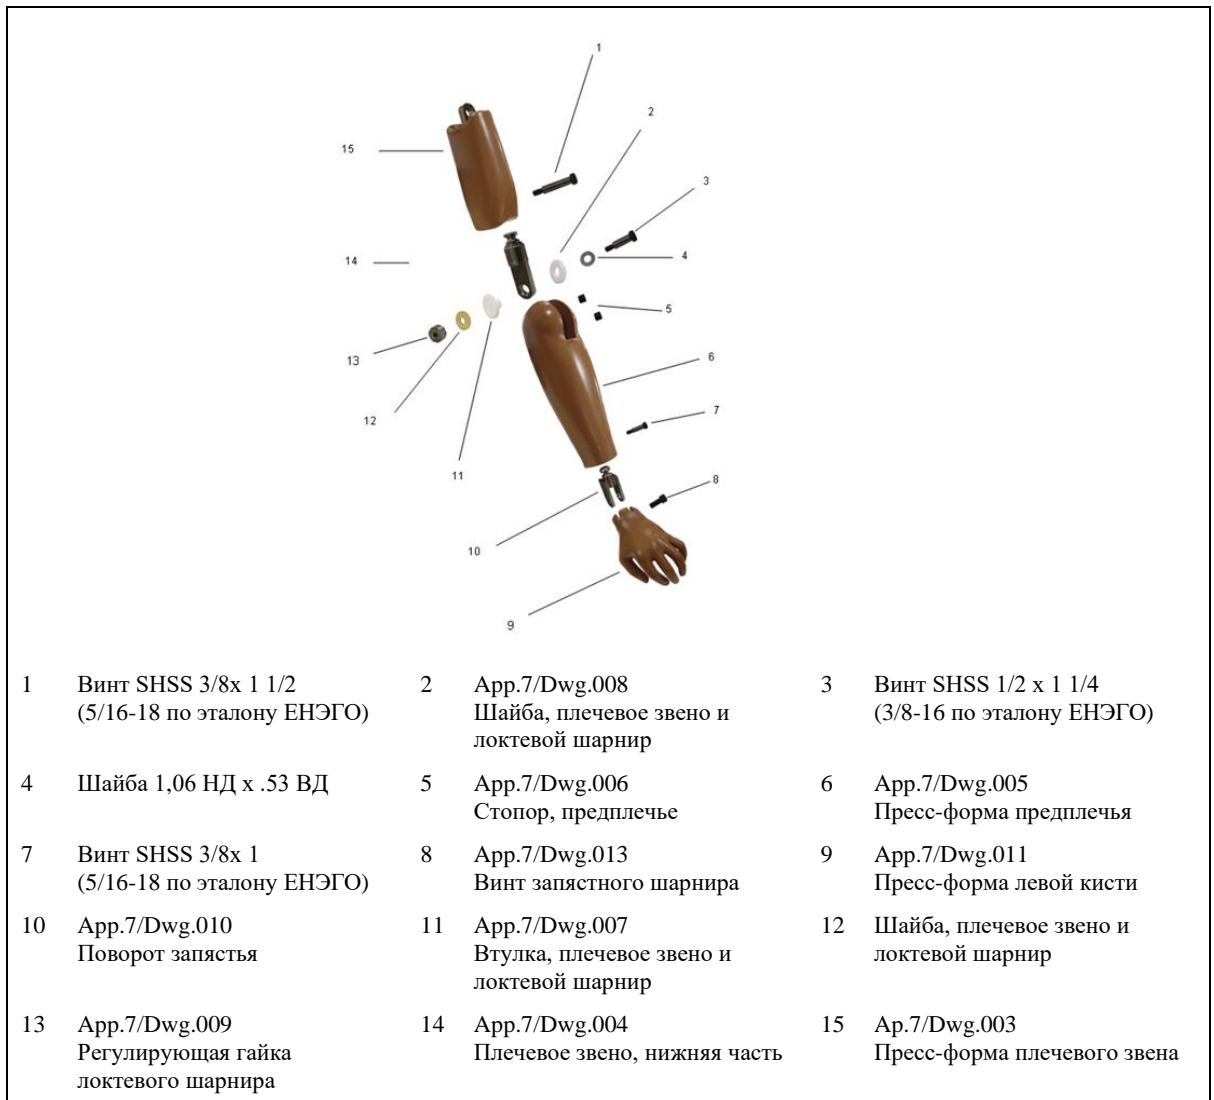 1
2
3
15
4
14
5
13
6
12
7
11
8
10
9
1 Винт SHSS 3/8x 1 1/2
(5/16-18 по эталону ЕНЭГО)
2 App.7/Dwg.008
Шайба, плечевое звено и
локтевой шарнир
3 Винт SHSS 1/2 x 1 1/4
(3/8-16 по эталону ЕНЭГО)
4 Шайба 1,06 НД x .53 ВД
5 App.7/Dwg.006
Стопор, предплечье
6 App.7/Dwg.005
Пресс-форма предплечья
7 Винт SHSS 3/8x 1
(5/16-18 по эталону ЕНЭГО)
8 App.7/Dwg.013
Винт запястного шарнира
9 App.7/Dwg.011
Пресс-форма левой кисти
10 App.7/Dwg.010
Поворот запястья
11 App.7/Dwg.007
Втулка, плечевое звено и
локтевой шарнир
12 Шайба, плечевое звено и
локтевой шарнир
13 App.7/Dwg.009
Регулирующая гайка
локтевого шарнира
14 App.7/Dwg.004
Плечевое звено, нижняя часть
15 Ap.7/Dwg.003
Пресс-форма плечевого звена